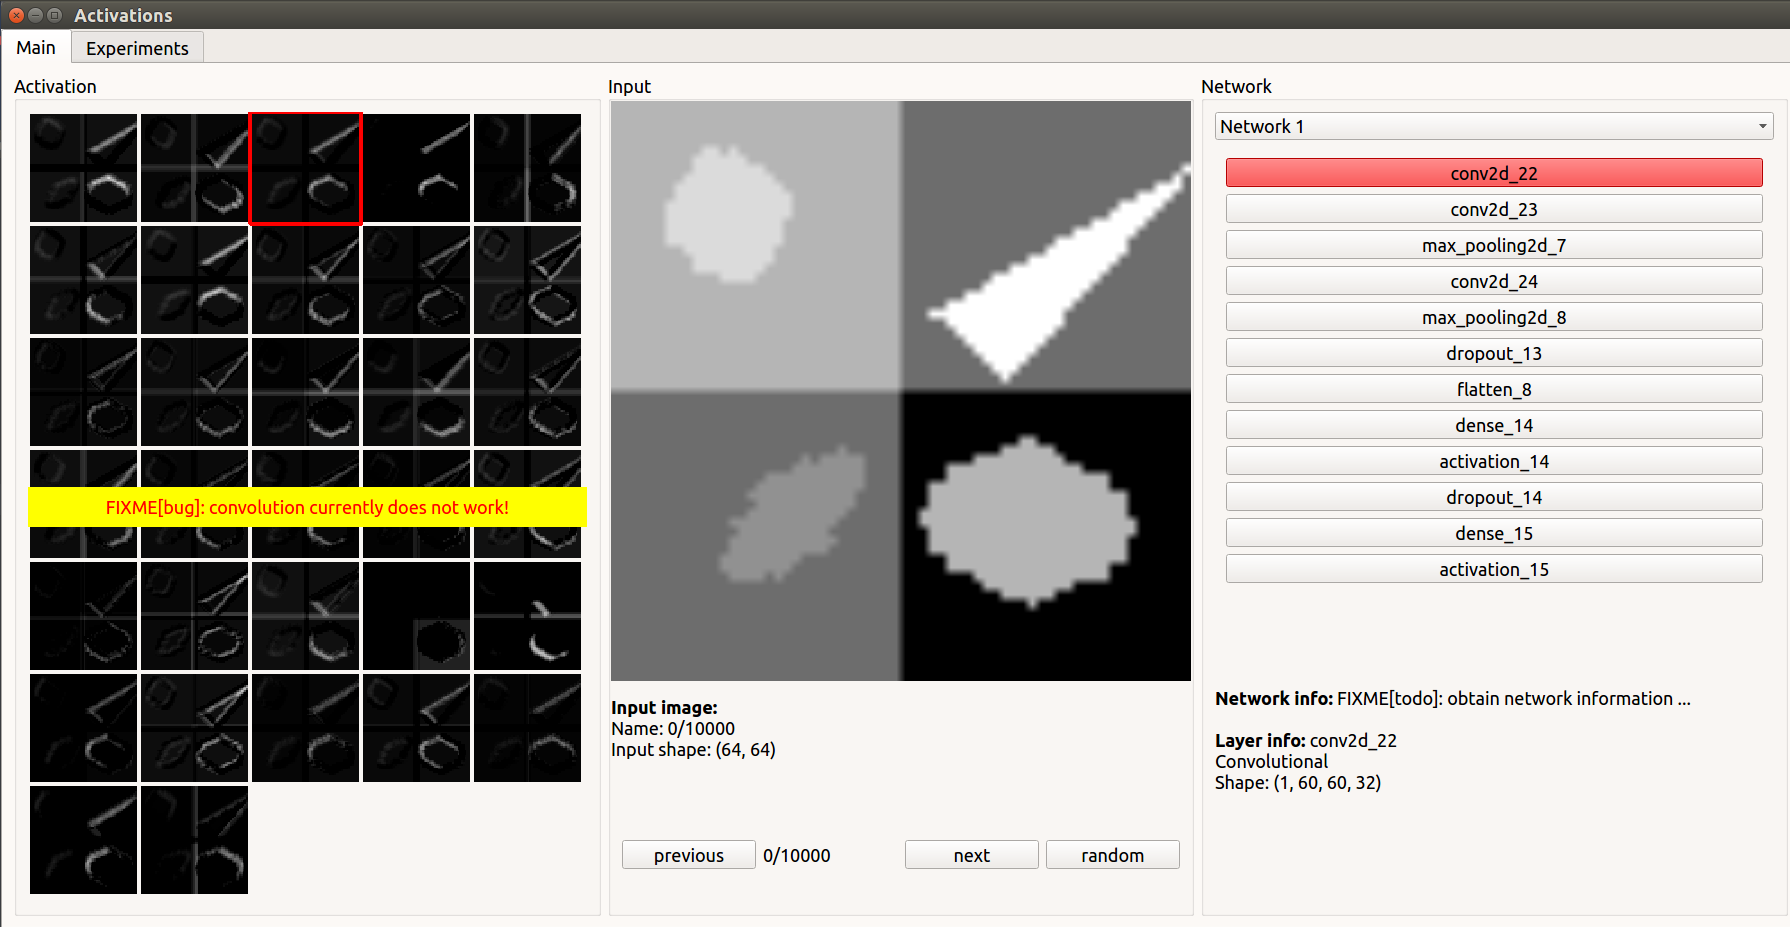 Activations
Main
Experiments
Activation
FIXME[bug]: convolution currently does not work!
Input
Input image:
Name: 0/10000
Input shape: (64, 64)
previous
0/10000
next
random
Network
Network 1
conv2d_22
conv2d_23
max_pooling2d_7
conv2d_24
max_pooling2d_8
dropout_13
flatten_8
dense_14
activation_14
dropout_14
dense_15
activation_15
Network info: FIXME[todo]: obtain network information ...
Layer info: conv2d_22
Convolutional
Shape: (1, 60, 60, 32)